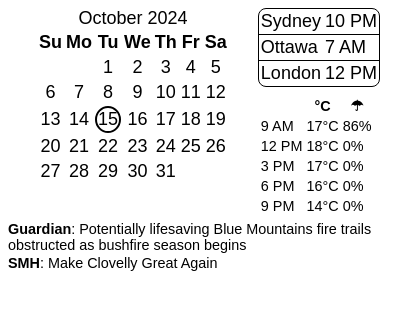 October 2024
Su Mo Tu We Th Fr Sa
1 2 3 4 5
6 7 8 9 10 11 12
13 14 15 16 17 18 19
20 21 22 23 24 25 26
27 28 29 30 31
Sydney 10 PM
Ottawa 7 AM
London 12 PM
°C ☂
9 AM 17°C 86%
12 PM 18°C 0%
3 PM 17°C 0%
6 PM 16°C 0%
9 PM 14°C 0%
Guardian: Potentially lifesaving Blue Mountains fire trails
obstructed as bushfire season begins
SMH: Make Clovelly Great Again